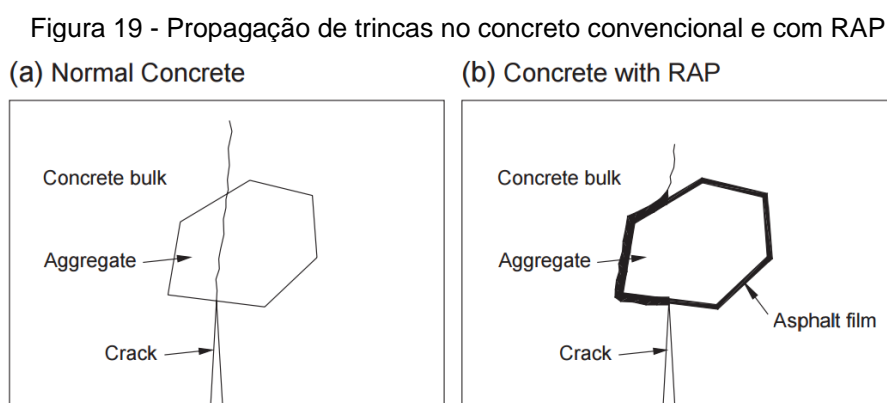 Figura 19 - Propagação de trincas no concreto convencional e com RAP
(a) Normal Concrete
Concrete bulk
Aggregate
Crack
(b) Concrete with RAP
Concrete bulk
Aggregate
Asphalt film
Crack